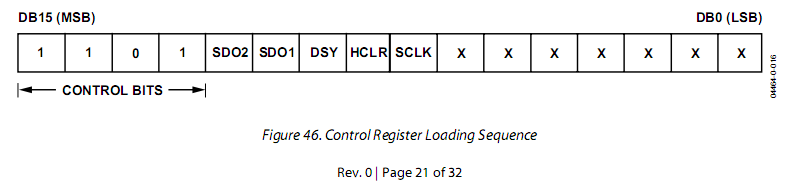 DB15 (MSB) DB0 (LSB)
1 1 0 1 SDO2 SDO1 DSY HCLR SCLK X X X X X X X
CONTROL BITS
04464-0-016
Figure 46. Control Register Loading Sequence
Rev. 0 | Page 21 of 32